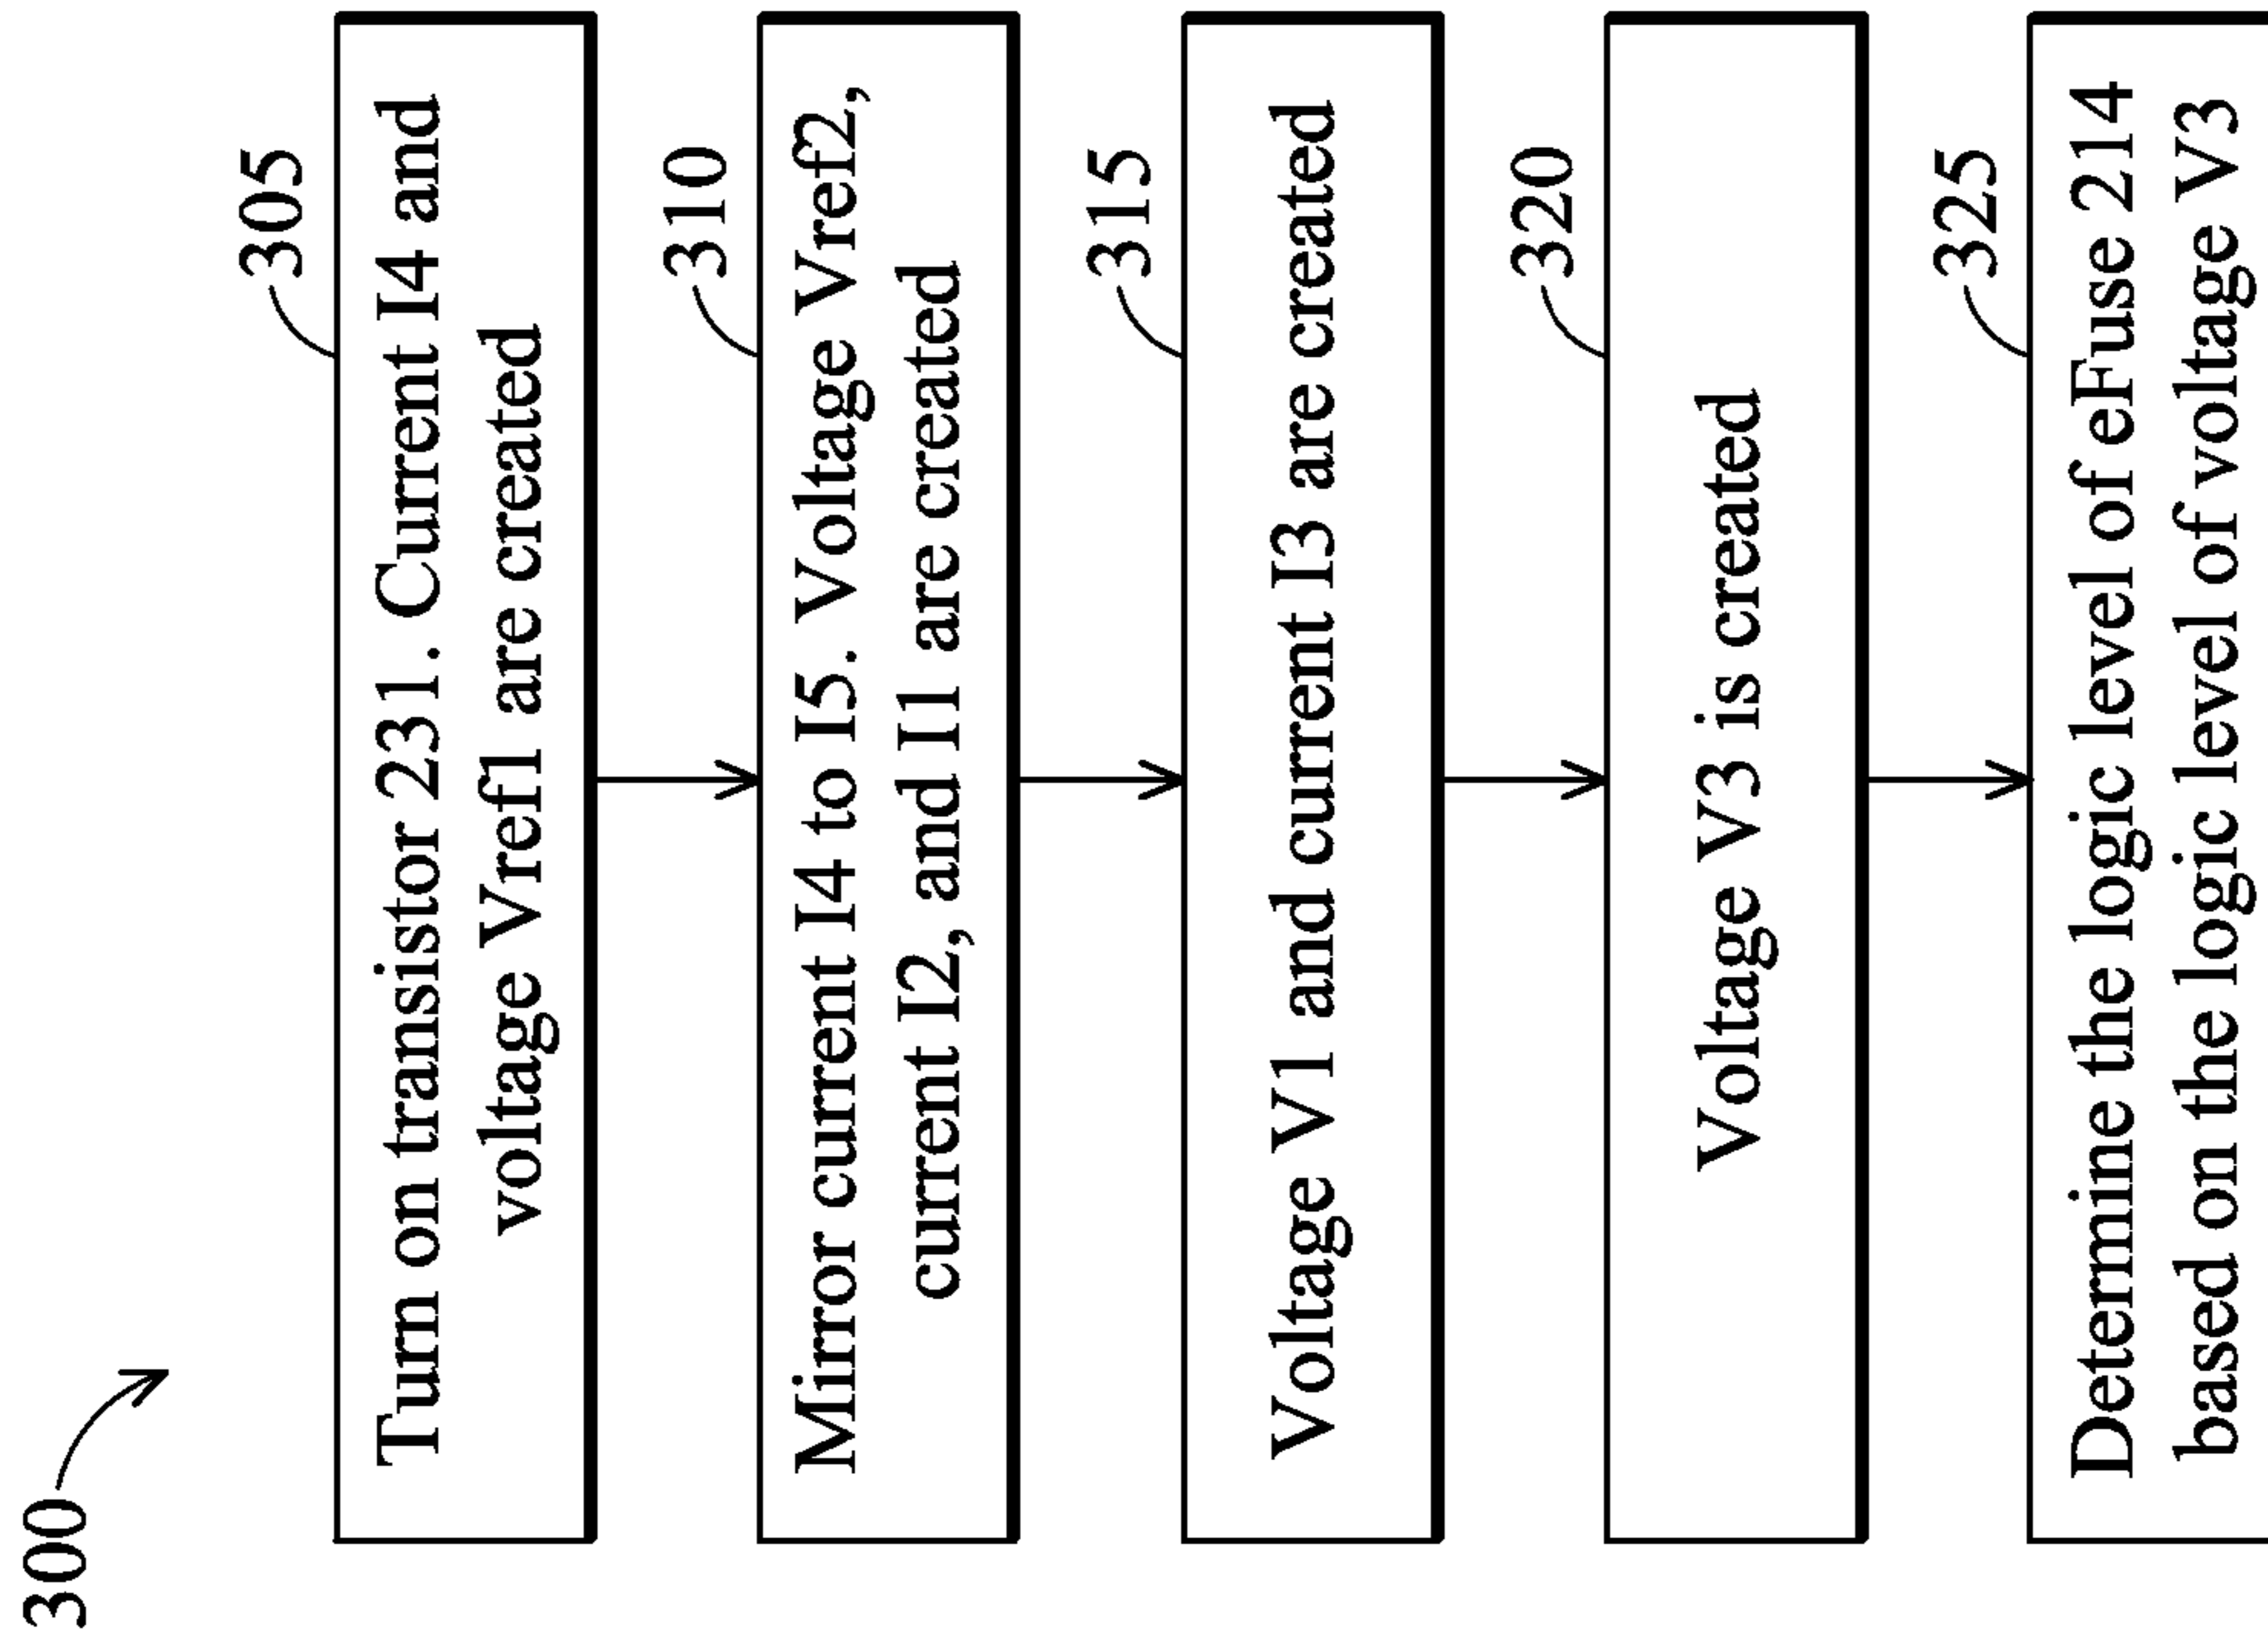 300
305
Turn on transistor 231. Current I4 and
voltage Vref1 are created
310
Mirror current I4 to I5. Voltage Vref2,
current I2, and I1 are created
315
Voltage V1 and current I3 are created
320
Voltage V3 is created
325
Determine the logic level of eFuse 214
based on the logic level of voltage V3